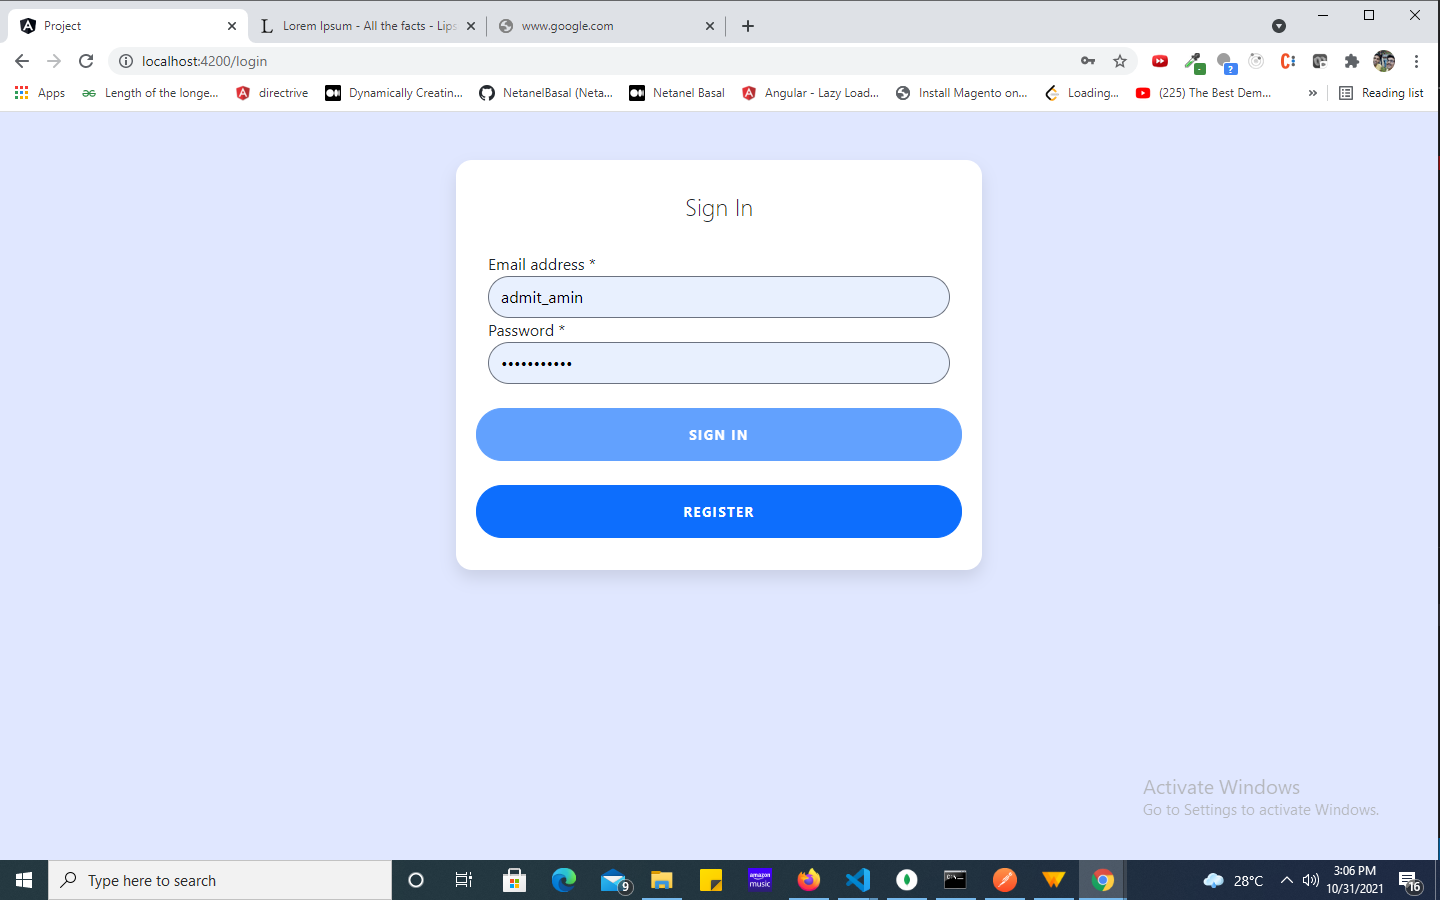 Project
Lorem Ipsum - All the facts - Lips
www.google.com
localhost:4200/login
Apps
Length of the longe...
directrive
Dynamically Creatin...
NetanelBasal (Neta...
Netanel Basal
Angular - Lazy Load...
Install Magento on...
Loading...
(225) The Best Dem...
»
Reading list
Sign In
Email address *
admit_amin
Password *
•••••••••••
SIGN IN
REGISTER
Activate Windows
Go to Settings to activate Windows.
Type here to search
9
amazon music
28°C
3:06 PM
10/31/2021
16